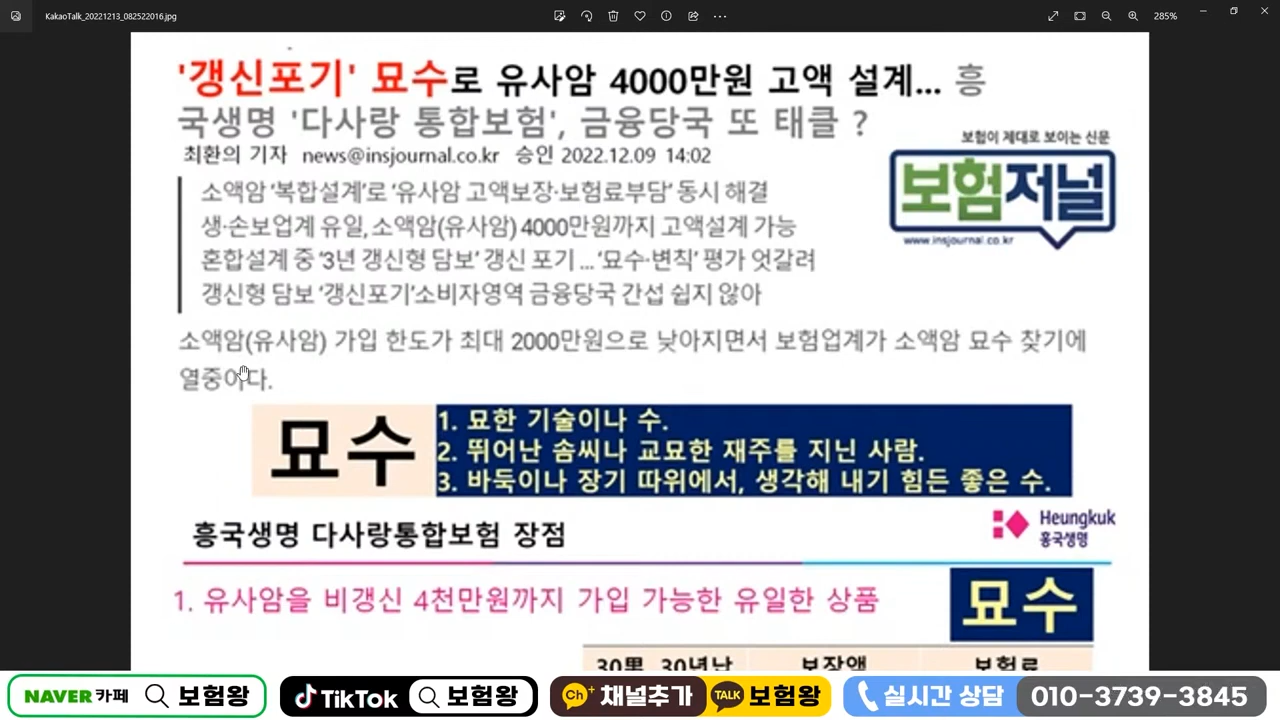 KakaoTalk_20221213_082522016.jpg
285%
'갱신포기' 묘수로 유사암 4000만원 고액 설계... 흥
국생명 '다사랑 통합보험', 금융당국 또 태클 ?
최환의 기자 news@insjournal.co.kr 승인 2022.12.09 14:02
보험이 제대로 보이는 신문
보험저널
www.insjournal.co.kr
소액암 '복합설계'로 '유사암 고액보장·보험료부담' 동시 해결
생·손보업계 유일, 소액암(유사암) 4000만원까지 고액설계 가능
혼합설계 중 '3년 갱신형 담보' 갱신 포기 ... '묘수·변칙' 평가 엇갈려
갱신형 담보 '갱신포기'소비자영역 금융당국 간섭 쉽지 않아
소액암(유사암) 가입 한도가 최대 2000만원으로 낮아지면서 보험업계가 소액암 묘수 찾기에
열중이다.
묘수
1. 묘한 기술이나 수.
2. 뛰어난 솜씨나 교묘한 재주를 지닌 사람.
3. 바둑이나 장기 따위에서, 생각해 내기 힘든 좋은 수.
흥국생명 다사랑통합보험 장점
Heungkuk
흥국생명
1. 유사암을 비갱신 4천만원까지 가입 가능한 유일한 상품
묘수
30男, 30년납 보장액 보험료
NAVER 카페 보험왕
TikTok 보험왕
Ch+ 채널추가 TALK 보험왕
실시간 상담 010-3739-3845